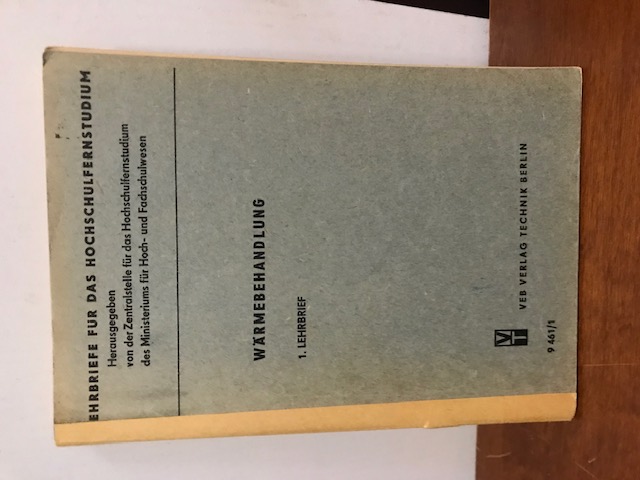 EHRBRIEFE FÜR DAS HOCHSCHULFERNSTUDIUM
Herausgegeben
von der Zentralstelle für das Hochschulfernstudium
des Ministeriums für Hoch- und Fachschulwesen
WÄRMEBEHANDLUNG
1. LEHRBRIEF
VT
VEB VERLAG TECHNIK BERLIN
9 461/1